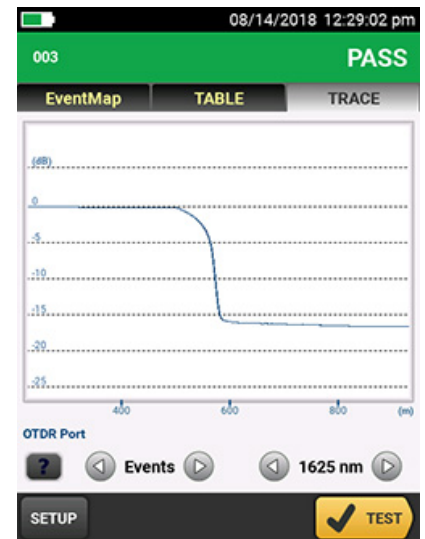 08/14/2018 12:29:02 pm
003 PASS
EventMap TABLE TRACE
(dB)
0
-5
-10
-15
-20
-25
400 600 800 (m)
OTDR Port
? Events 1625 nm
SETUP TEST